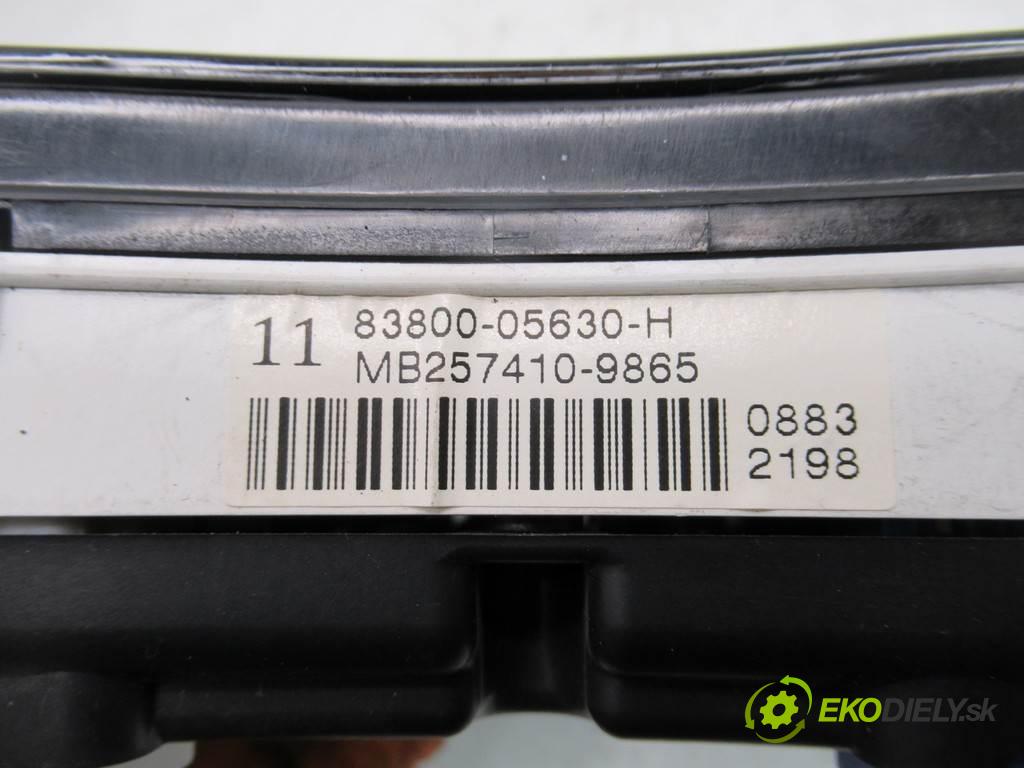 11 83800-05630-H
MB257410-9865
0883
2198
EKODIELY.sk